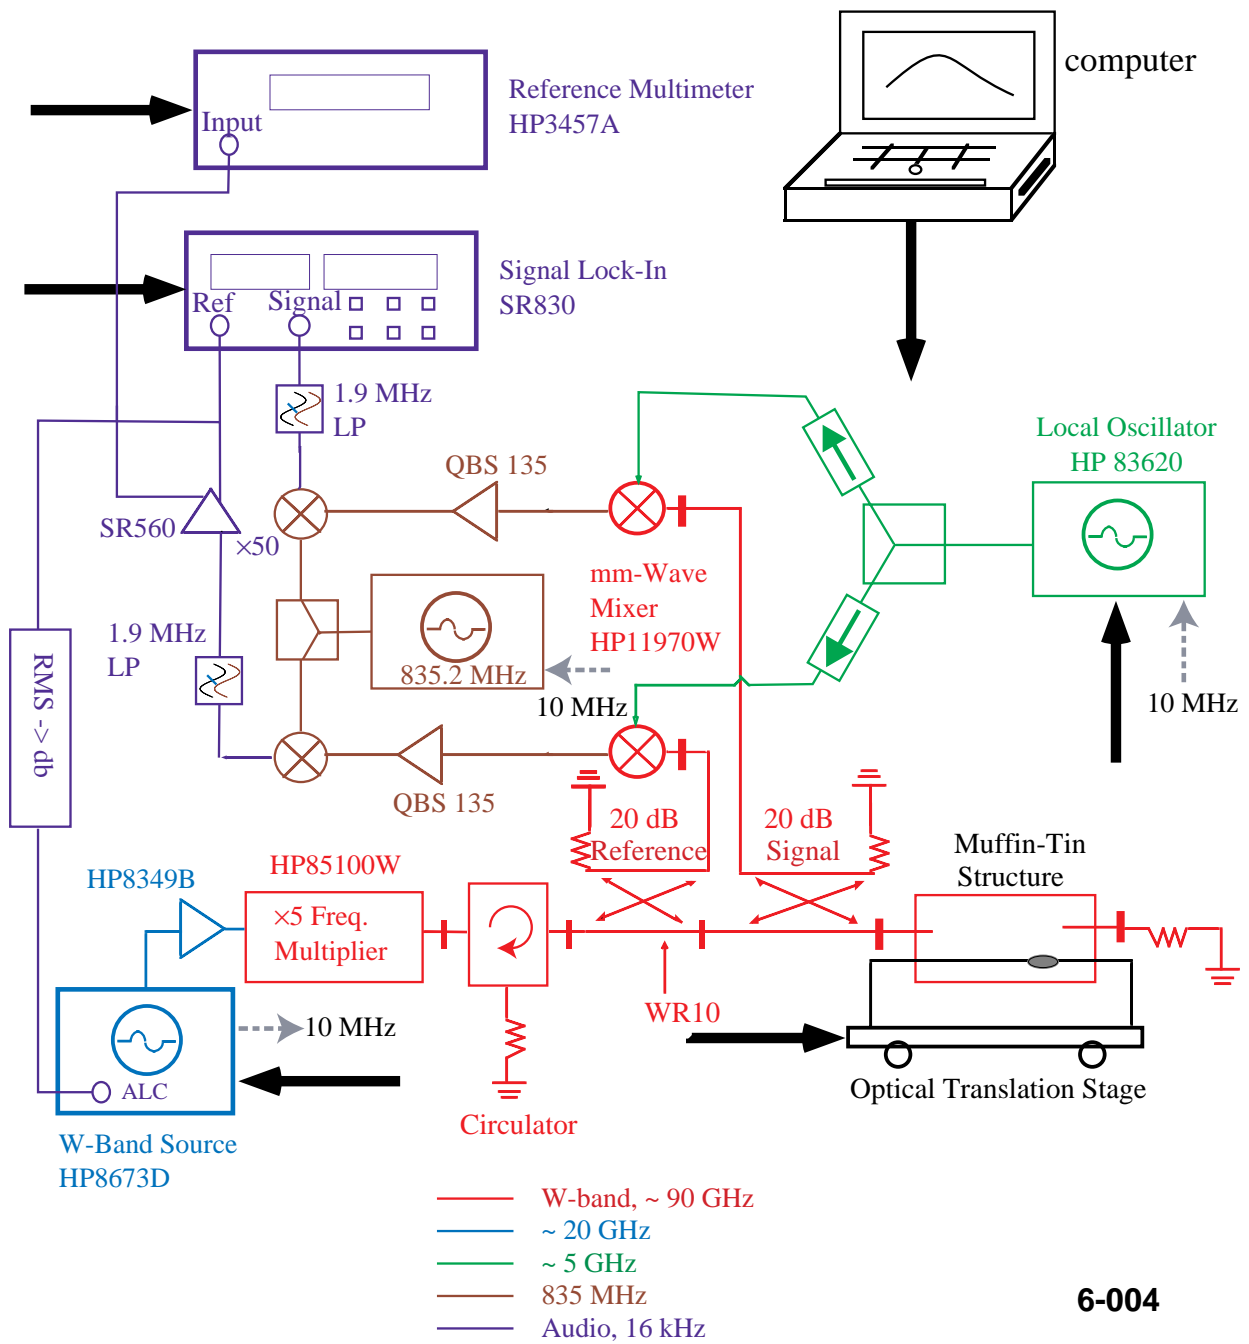 computer
Reference Multimeter
HP3457A
Input
Signal Lock-In
SR830
Ref
Signal
1.9 MHz
LP
QBS 135
Local Oscillator
HP 83620
SR560
×50
mm-Wave
Mixer
HP11970W
1.9 MHz
LP
835.2 MHz
10 MHz
10 MHz
RMS -> db
QBS 135
20 dB
Reference
20 dB
Signal
Muffin-Tin
Structure
HP8349B
HP85100W
×5 Freq.
Multiplier
WR10
10 MHz
ALC
Optical Translation Stage
Circulator
W-Band Source
HP8673D
W-band, ~ 90 GHz
~ 20 GHz
~ 5 GHz
835 MHz
Audio, 16 kHz
6-004